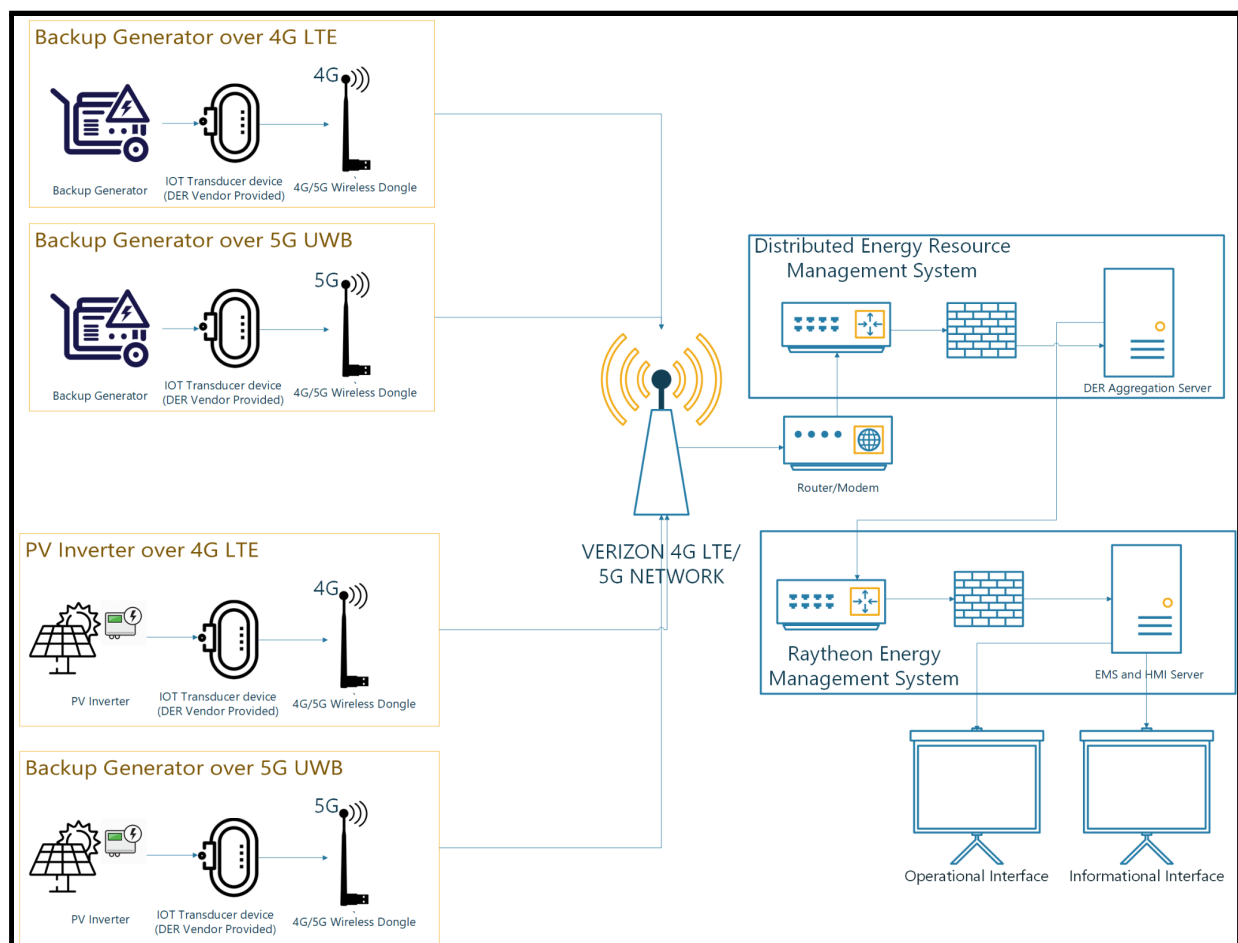 Backup Generator over 4G LTE
4G
Backup Generator
IOT Transducer device
(DER Vendor Provided)
4G/5G Wireless Dongle
Backup Generator over 5G UWB
5G
Backup Generator
IOT Transducer device
(DER Vendor Provided)
4G/5G Wireless Dongle
Distributed Energy Resource
Management System
DER Aggregation Server
Router/Modem
VERIZON 4G LTE/
5G NETWORK
PV Inverter over 4G LTE
4G
PV Inverter
IOT Transducer device
(DER Vendor Provided)
4G/5G Wireless Dongle
Raytheon Energy
Management System
EMS and HMI Server
Backup Generator over 5G UWB
5G
PV Inverter
IOT Transducer device
(DER Vendor Provided)
4G/5G Wireless Dongle
Operational Interface
Informational Interface